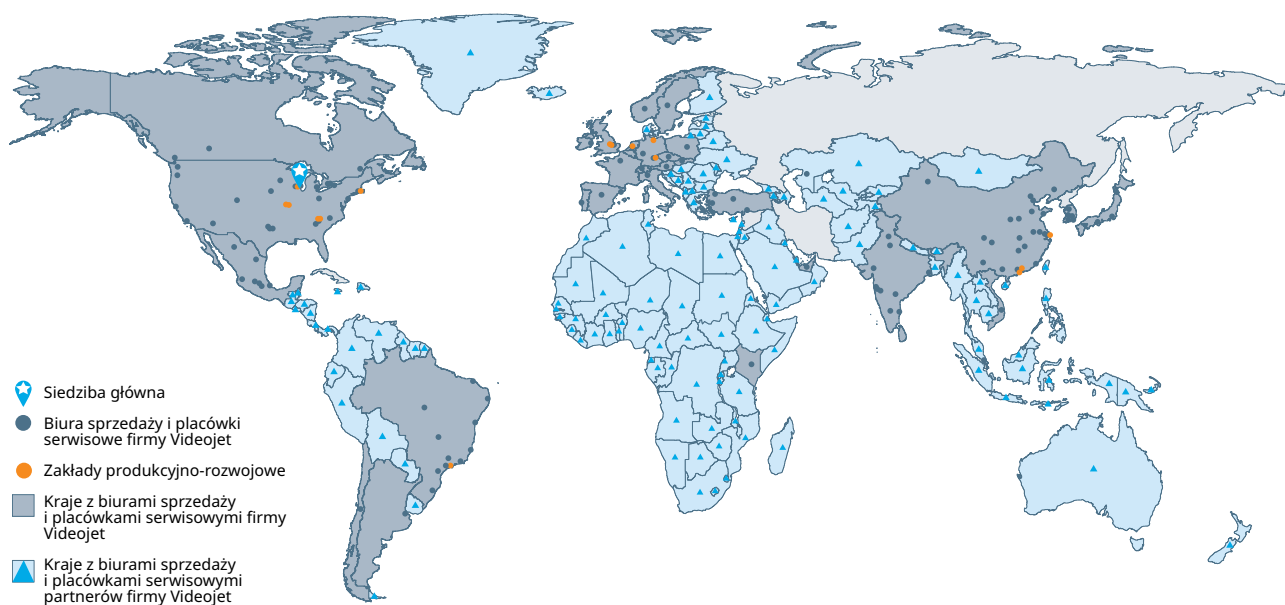 Siedziba główna
Biura sprzedaży i placówki
serwisowe firmy Videojet
Zakłady produkcyjno-rozwojowe
Kraje z biurami sprzedaży
i placówkami serwisowymi firmy
Videojet
Kraje z biurami sprzedaży
i placówkami serwisowymi
partnerów firmy Videojet